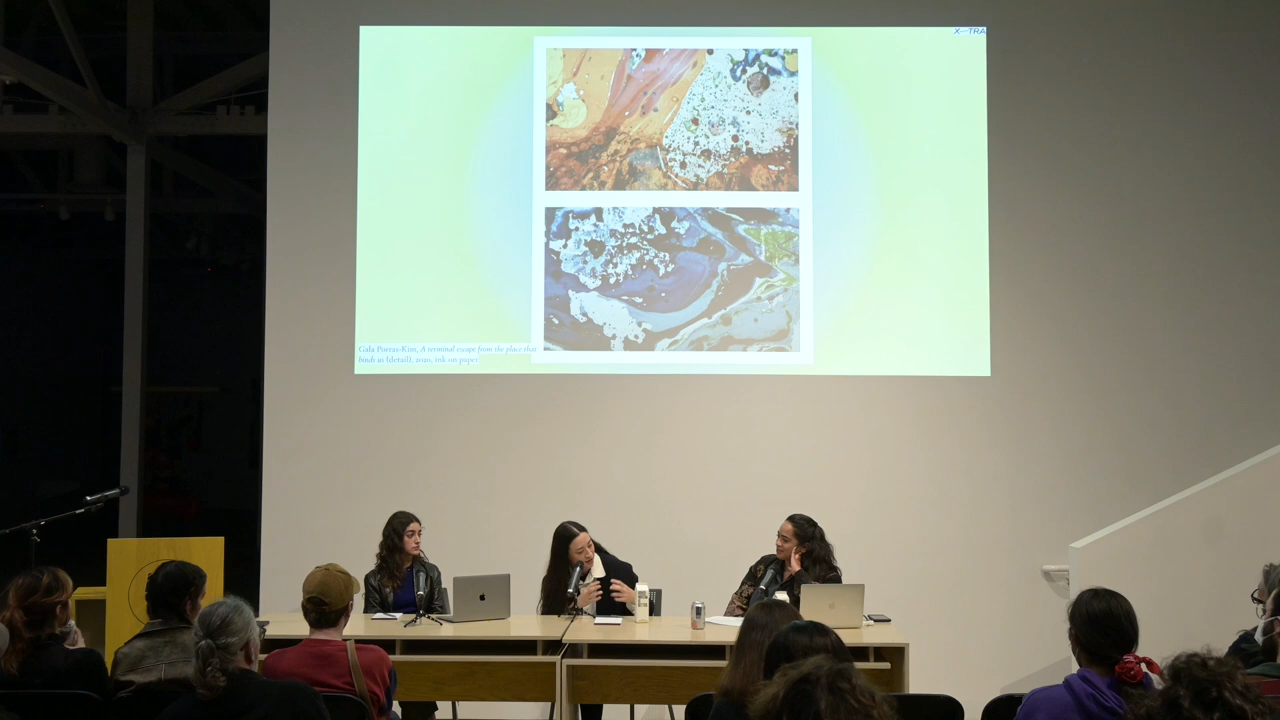 X—TRA
Gala Porras-Kim, A terminal escape from the place that
binds us (detail), 2020, ink on paper